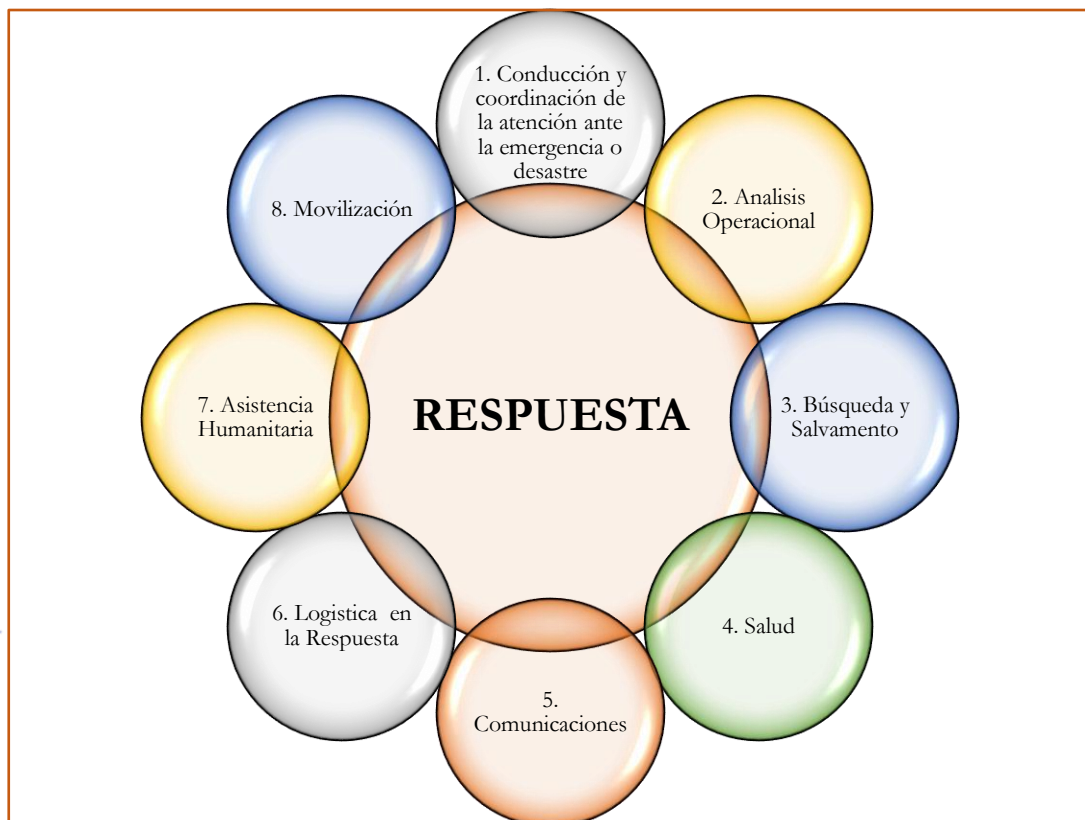 1. Conducción y
coordinación de
la atención ante
la emergencia o
desastre
2. Analisis
Operacional
3. Búsqueda y
Salvamento
4. Salud
5.
Comunicaciones
6. Logistica en
la Respuesta
7. Asistencia
Humanitaria
8. Movilización
RESPUESTA